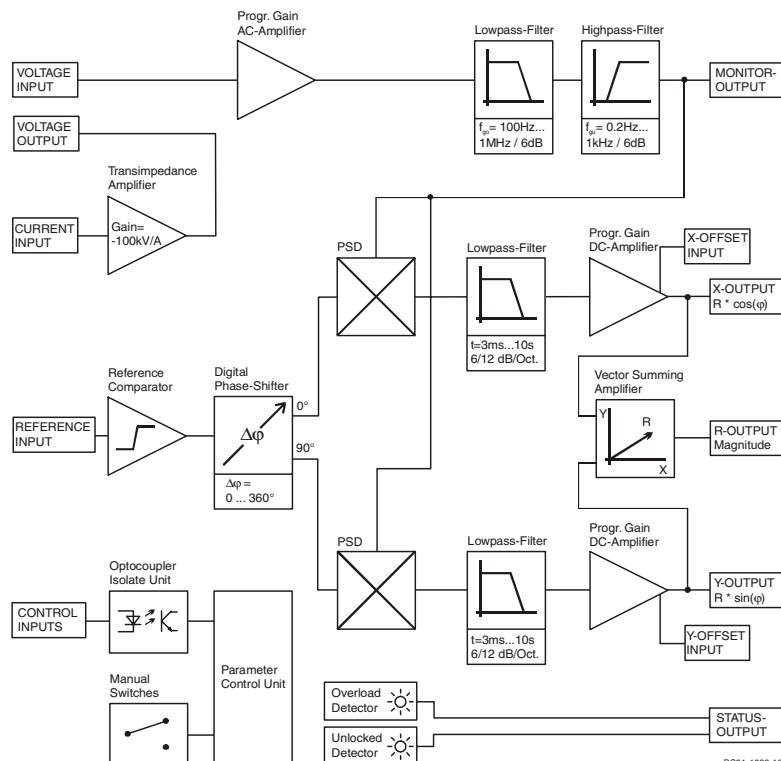 Progr. Gain
AC-Amplifier
Lowpass-Filter
Highpass-Filter
VOLTAGE
INPUT
MONITOR-
OUTPUT
VOLTAGE
OUTPUT
fgo= 100Hz...
1MHz / 6dB
fgu= 0.2Hz...
1kHz / 6dB
Transimpedance
Amplifier
Gain=
-100kV/A
CURRENT
INPUT
PSD
Lowpass-Filter
Progr. Gain
DC-Amplifier
X-OFFSET
INPUT
X-OUTPUT
R * cos(φ)
t=3ms...10s
6/12 dB/Oct.
Reference
Comparator
Digital
Phase-Shifter
Vector Summing
Amplifier
0°
REFERENCE
INPUT
Δφ
90°
Y
R
X
R-OUTPUT
Magnitude
Δφ =
0 ... 360°
PSD
Lowpass-Filter
Progr. Gain
DC-Amplifier
Optocoupler
Isolate Unit
CONTROL
INPUTS
Y-OUTPUT
R * sin(φ)
t=3ms...10s
6/12 dB/Oct.
Y-OFFSET
INPUT
Parameter
Control Unit
Manual
Switches
Overload
Detector
Unlocked
Detector
STATUS-
OUTPUT